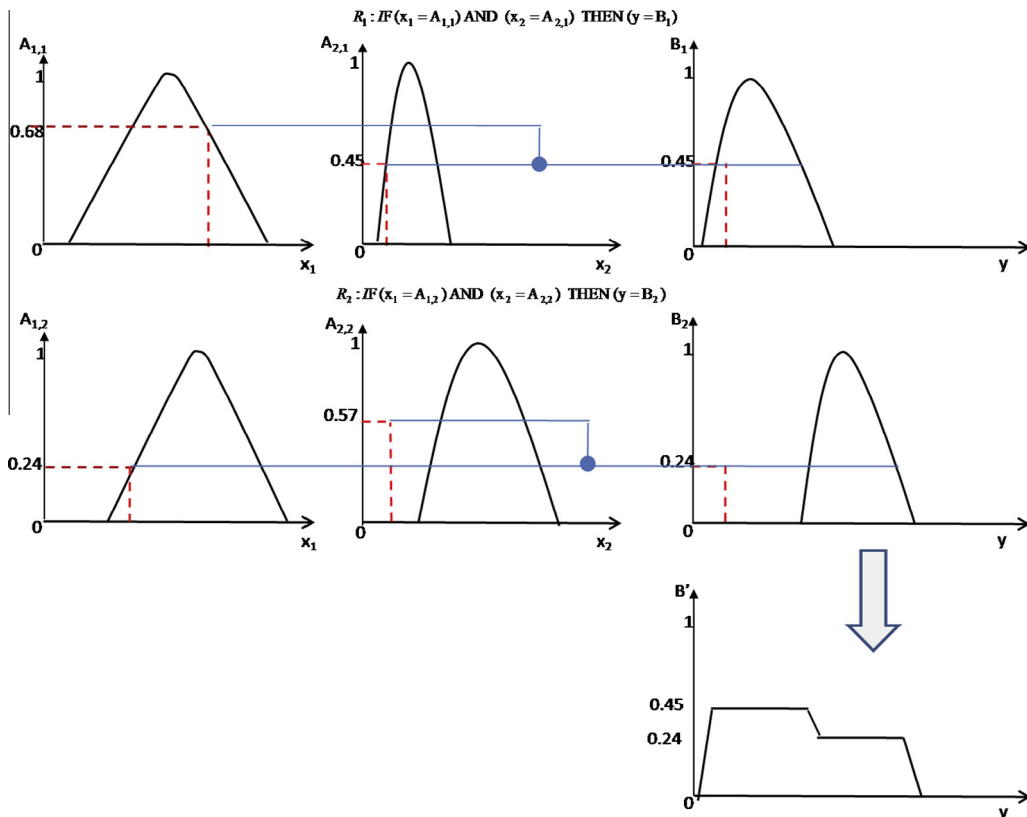 R₁ : IF(x₁ = A₁,₁) AND (x₂ = A₂,₁) THEN(y = B₁)
A₁,₁
1
0.68
0
x₁
A₂,₁
1
0.45
0
x₂
B₁
1
0.45
0
y
R₂ : IF(x₁ = A₁,₂) AND (x₂ = A₂,₂) THEN(y = B₂)
A₁,₂
1
0.24
0
x₁
A₂,₂
1
0.57
0
x₂
B₂
1
0.24
0
y
B'
1
0.45
0.24
0
y